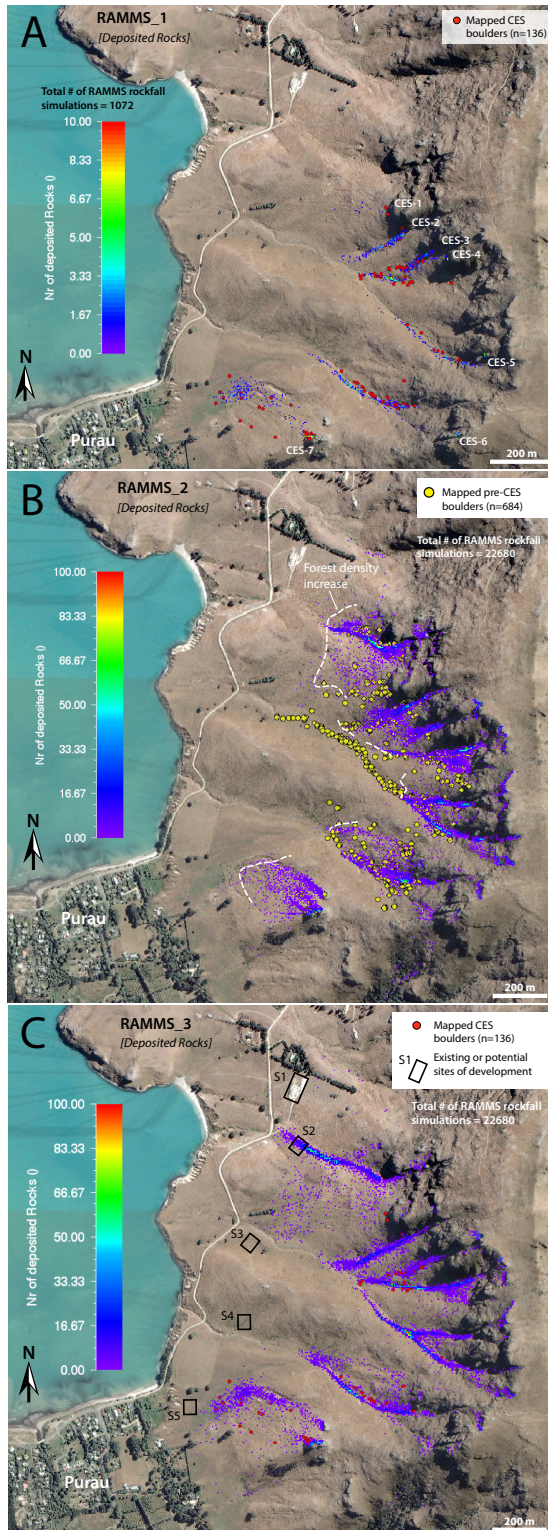 A
RAMMS_1
[Deposited Rocks]
Mapped CES
boulders (n=136)
Total # of RAMMS rockfall
simulations = 1072
10.00
8.33
6.67
5.00
3.33
1.67
0.00
Nr of deposited Rocks ()
CES-1
CES-2
CES-3
CES-4
CES-5
CES-6
CES-7
N
Purau
200 m
B
RAMMS_2
[Deposited Rocks]
Mapped pre-CES
boulders (n=684)
Total # of RAMMS rockfall
simulations = 22680
Forest density
increase
100.00
83.33
66.67
50.00
33.33
16.67
0.00
Nr of deposited Rocks ()
N
Purau
200 m
C
RAMMS_3
[Deposited Rocks]
Mapped CES
boulders (n=136)
S1
Existing or potential
sites of development
Total # of RAMMS rockfall
simulations = 22680
100.00
83.33
66.67
50.00
33.33
16.67
0.00
Nr of deposited Rocks ()
S1
S2
S3
S4
S5
N
Purau
200 m